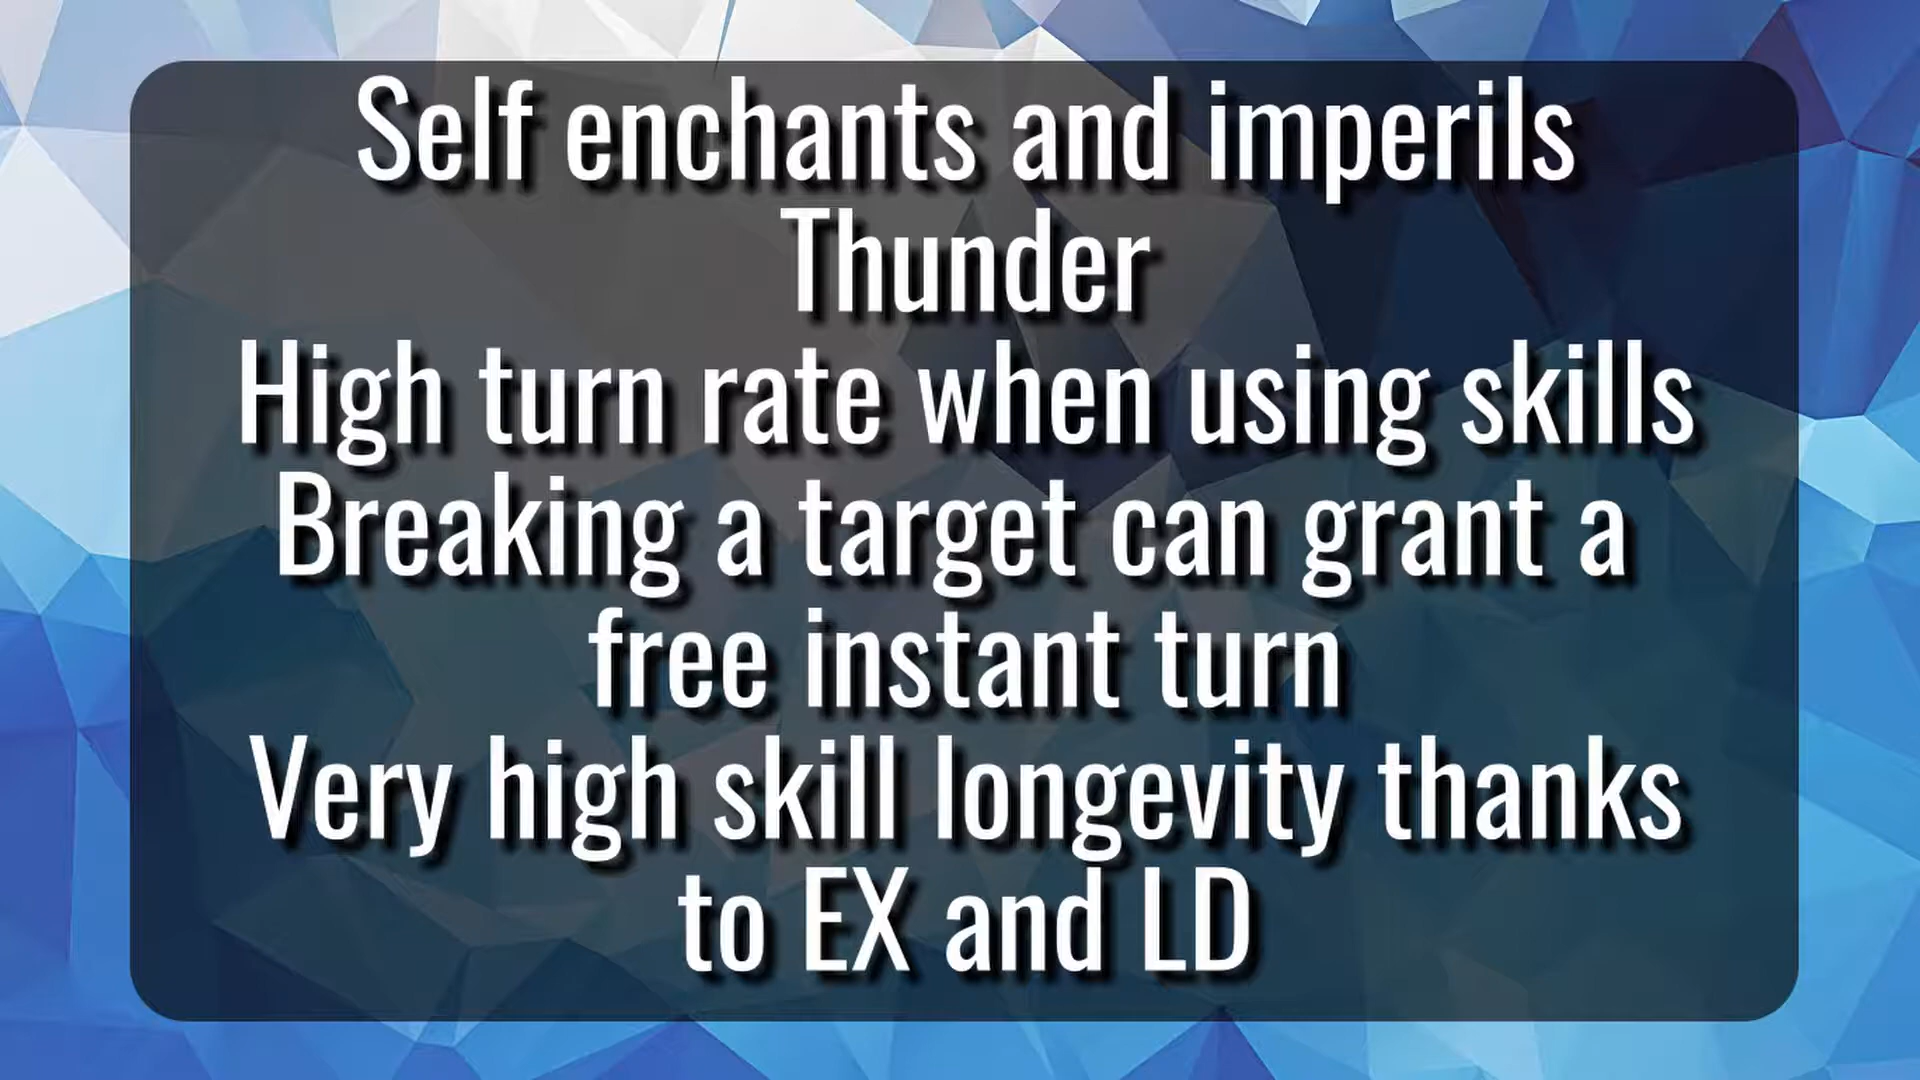 Self enchants and imperils
Thunder
High turn rate when using skills
Breaking a target can grant a
free instant turn
Very high skill longevity thanks
to EX and LD